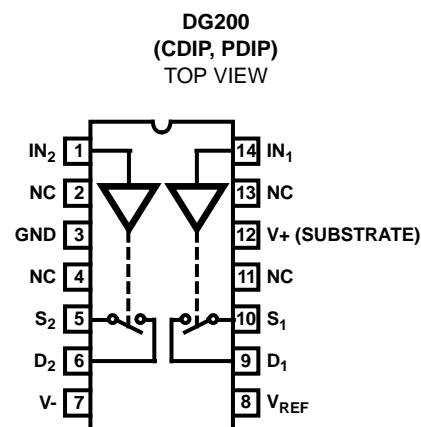 DG200
(CDIP, PDIP)
TOP VIEW
IN2 1 14 IN1
NC 2 13 NC
GND 3 12 V+ (SUBSTRATE)
NC 4 11 NC
S2 5 10 S1
D2 6 9 D1
V- 7 8 VREF